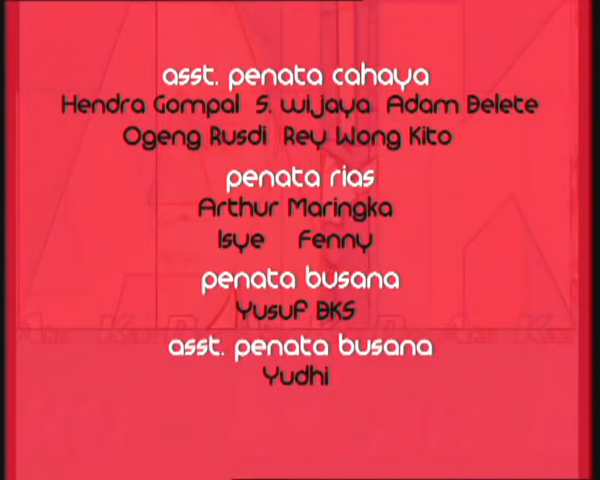 asst. penata cahaya
Hendra Gompal S. Wijaya Adam Belete
Ogeng Rusdi Rey Wong Kito
penata rias
Arthur Maringka
Isye Fenny
penata busana
Yusuf BKS
asst. penata busana
Yudhi